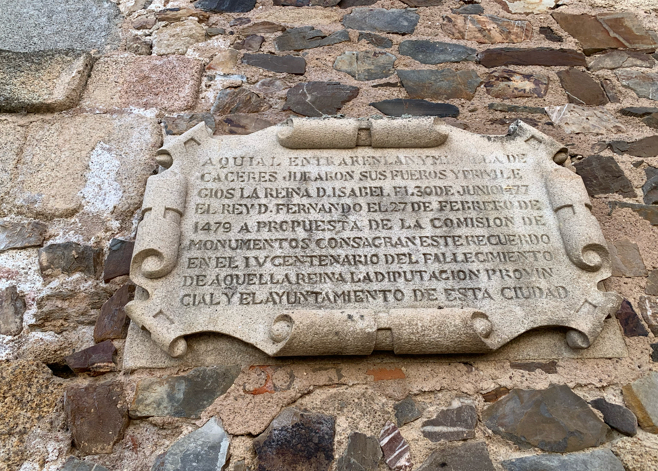 AQUI AL ENTRAR EN LA N Y M L VILLA DE
CACERES JURARON SUS FUEROS Y PRIVILE
GIOS LA REINA D. ISABEL EL 30 DE JUNIO 1477
EL REY D. FERNANDO EL 27 DE FEBRERO DE
1479 A PROPUESTA DE LA COMISION DE
MONUMENTOS CONSAGRAN ESTE RECUERDO
EN EL IV CENTENARIO DEL FALLECIMIENTO
DE AQUELLA REINA LA DIPUTACION PROVIN
CIAL Y EL AYUNTAMIENTO DE ESTA CIUDAD